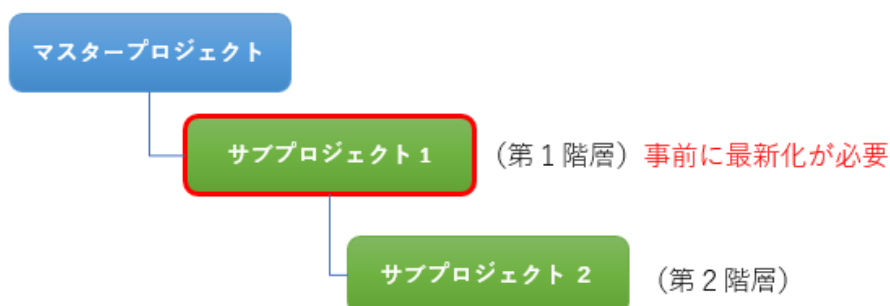 マスタープロジェクト
サブプロジェクト1 (第1階層) 事前に最新化が必要
サブプロジェクト 2 (第2階層)